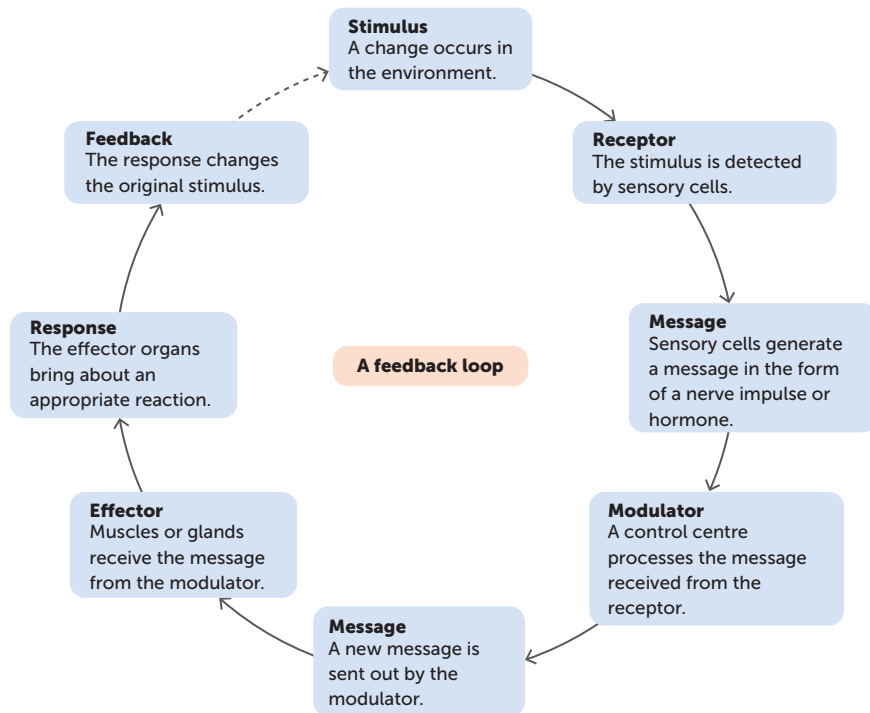 Stimulus
A change occurs in
the environment.
Receptor
The stimulus is detected
by sensory cells.
Message
Sensory cells generate
a message in the form
of a nerve impulse or
hormone.
Modulator
A control centre
processes the message
received from the
receptor.
Message
A new message is
sent out by the
modulator.
Effector
Muscles or glands
receive the message
from the modulator.
Response
The effector organs
bring about an
appropriate reaction.
Feedback
The response changes
the original stimulus.
A feedback loop